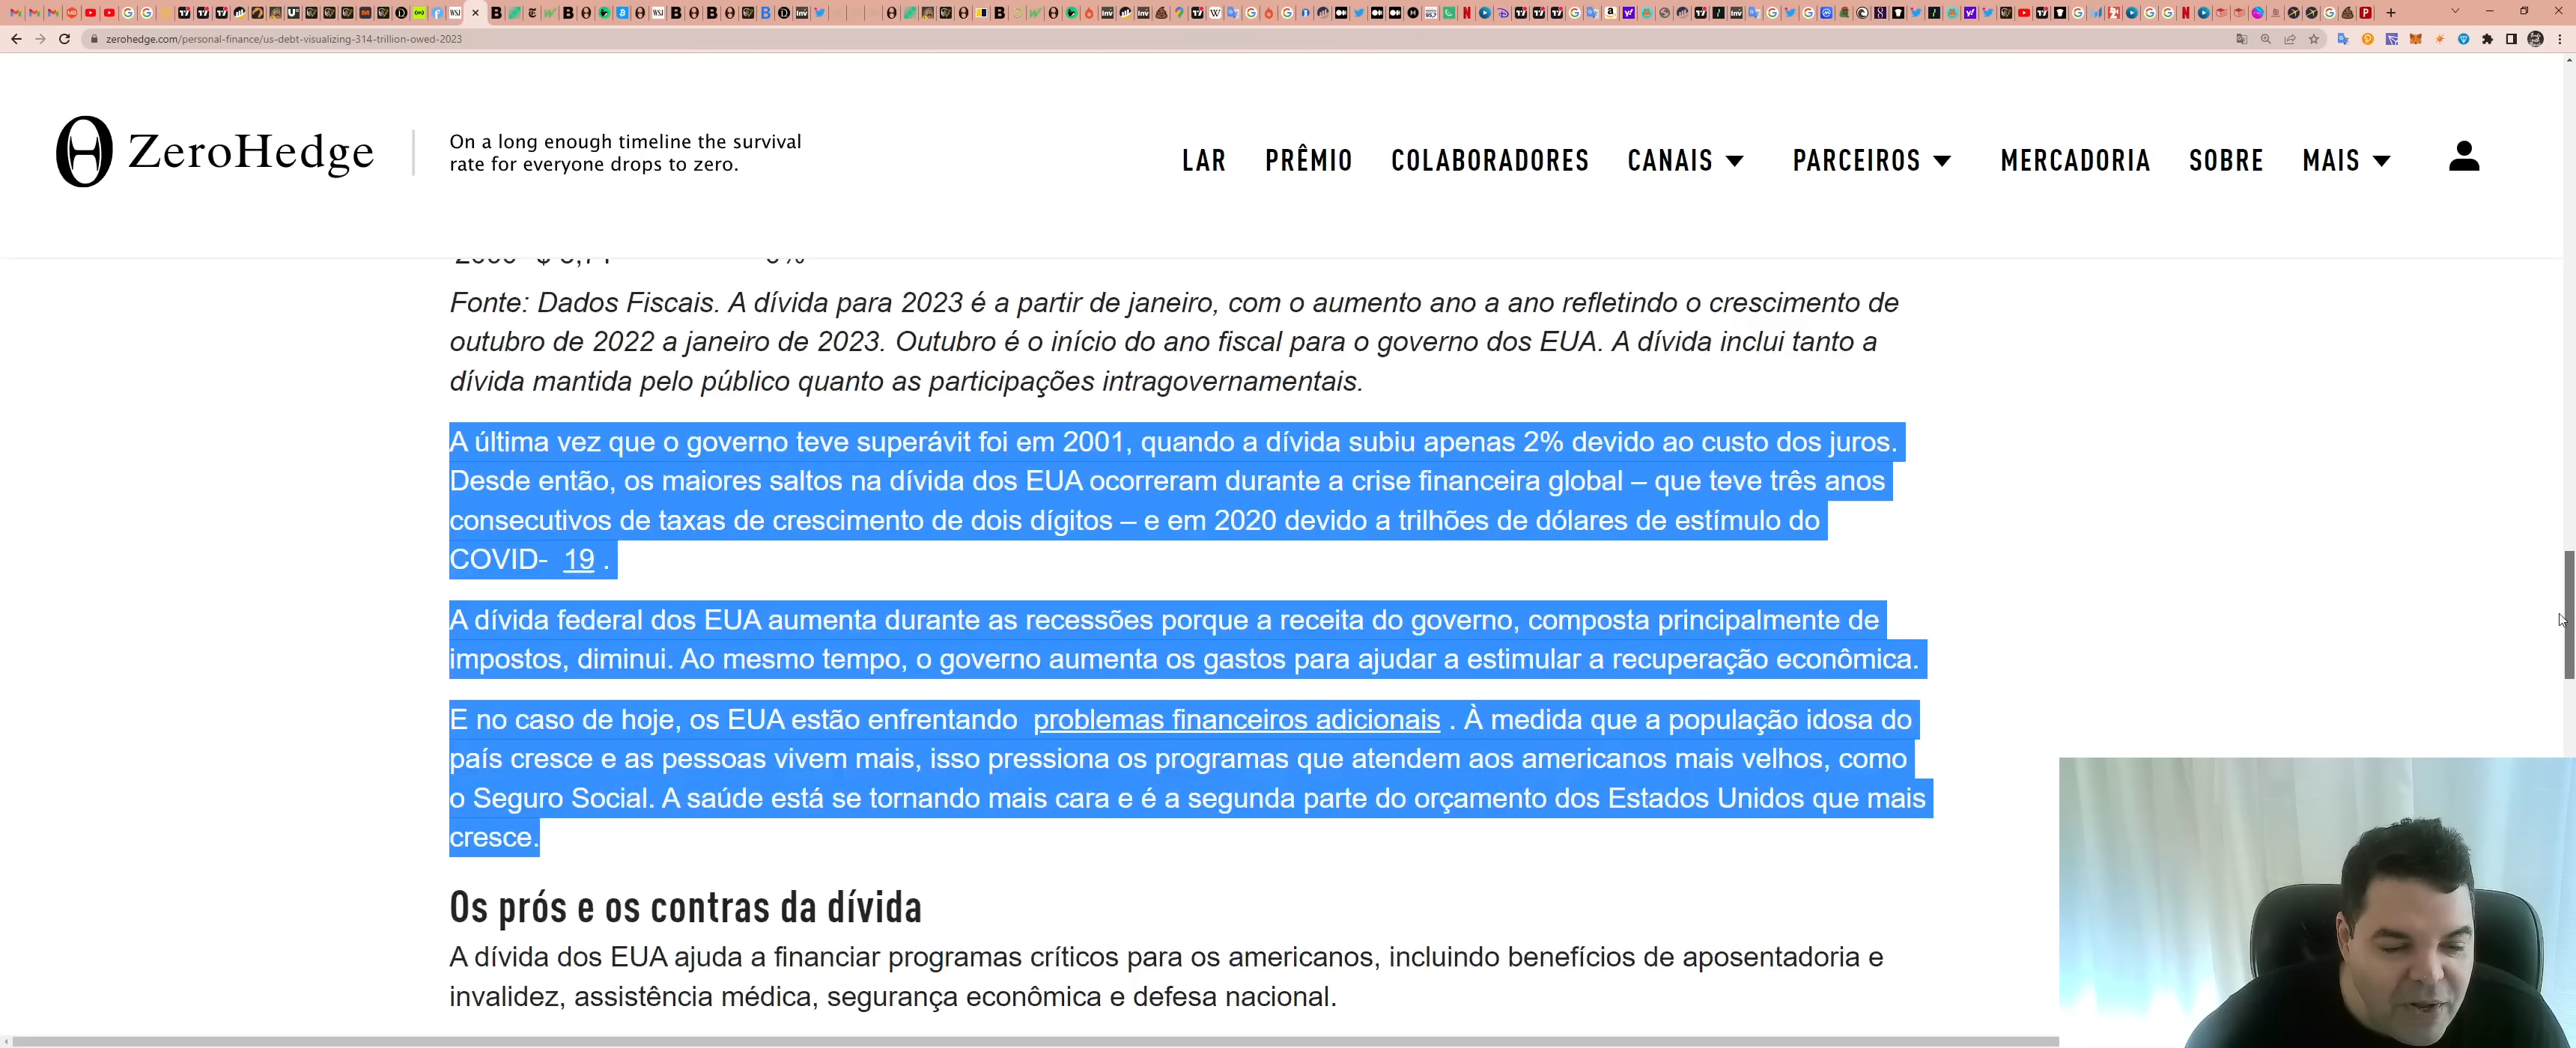 zerohedge.com/personal-finance/us-debt-visualizing-314-trillion-owed-2023
ZeroHedge
On a long enough timeline the survival
rate for everyone drops to zero.
LAR PRÊMIO COLABORADORES CANAIS PARCEIROS MERCADORIA SOBRE MAIS
Fonte: Dados Fiscais. A dívida para 2023 é a partir de janeiro, com o aumento ano a ano refletindo o crescimento de
outubro de 2022 a janeiro de 2023. Outubro é o início do ano fiscal para o governo dos EUA. A dívida inclui tanto a
dívida mantida pelo público quanto as participações intragovernamentais.
A última vez que o governo teve superávit foi em 2001, quando a dívida subiu apenas 2% devido ao custo dos juros.
Desde então, os maiores saltos na dívida dos EUA ocorreram durante a crise financeira global – que teve três anos
consecutivos de taxas de crescimento de dois dígitos – e em 2020 devido a trilhões de dólares de estímulo do
COVID- 19 .
A dívida federal dos EUA aumenta durante as recessões porque a receita do governo, composta principalmente de
impostos, diminui. Ao mesmo tempo, o governo aumenta os gastos para ajudar a estimular a recuperação econômica.
E no caso de hoje, os EUA estão enfrentando problemas financeiros adicionais . À medida que a população idosa do
país cresce e as pessoas vivem mais, isso pressiona os programas que atendem aos americanos mais velhos, como
o Seguro Social. A saúde está se tornando mais cara e é a segunda parte do orçamento dos Estados Unidos que mais
cresce.
Os prós e os contras da dívida
A dívida dos EUA ajuda a financiar programas críticos para os americanos, incluindo benefícios de aposentadoria e
invalidez, assistência médica, segurança econômica e defesa nacional.